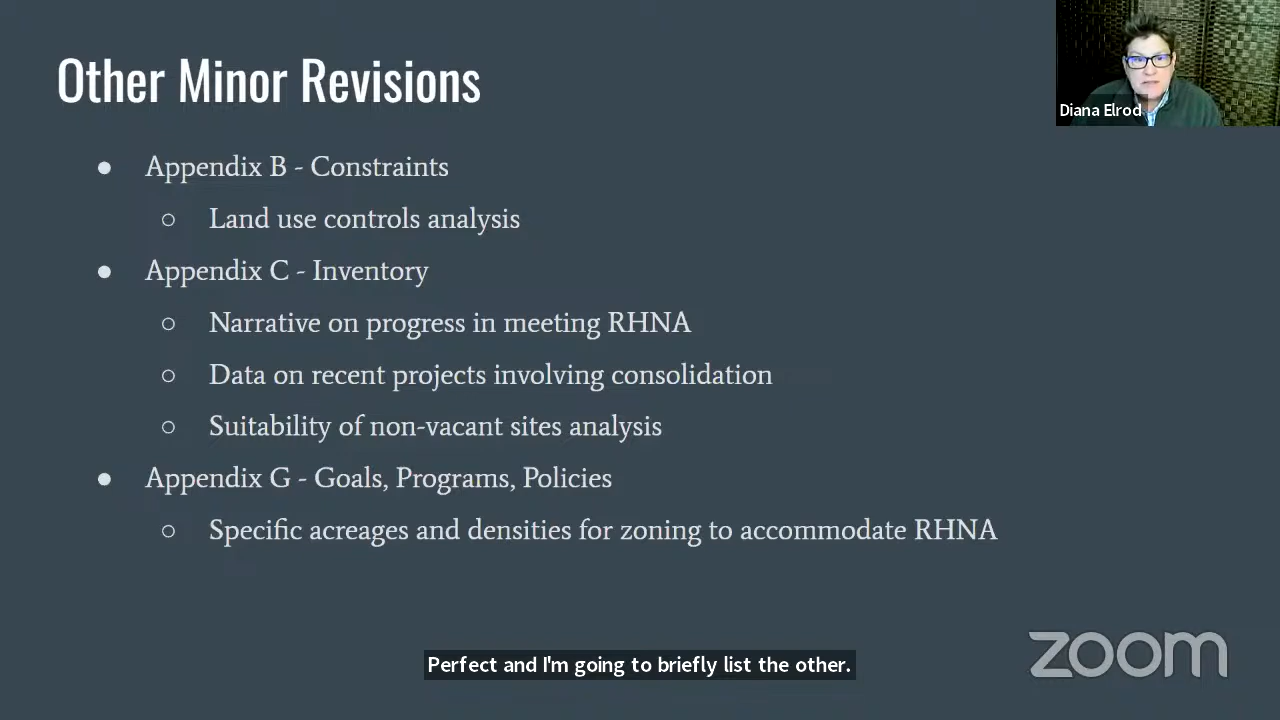 Other Minor Revisions
Diana Elrod
● Appendix B - Constraints
○ Land use controls analysis
● Appendix C - Inventory
○ Narrative on progress in meeting RHNA
○ Data on recent projects involving consolidation
○ Suitability of non-vacant sites analysis
● Appendix G - Goals, Programs, Policies
○ Specific acreages and densities for zoning to accommodate RHNA
Perfect and I'm going to briefly list the other.
zoom